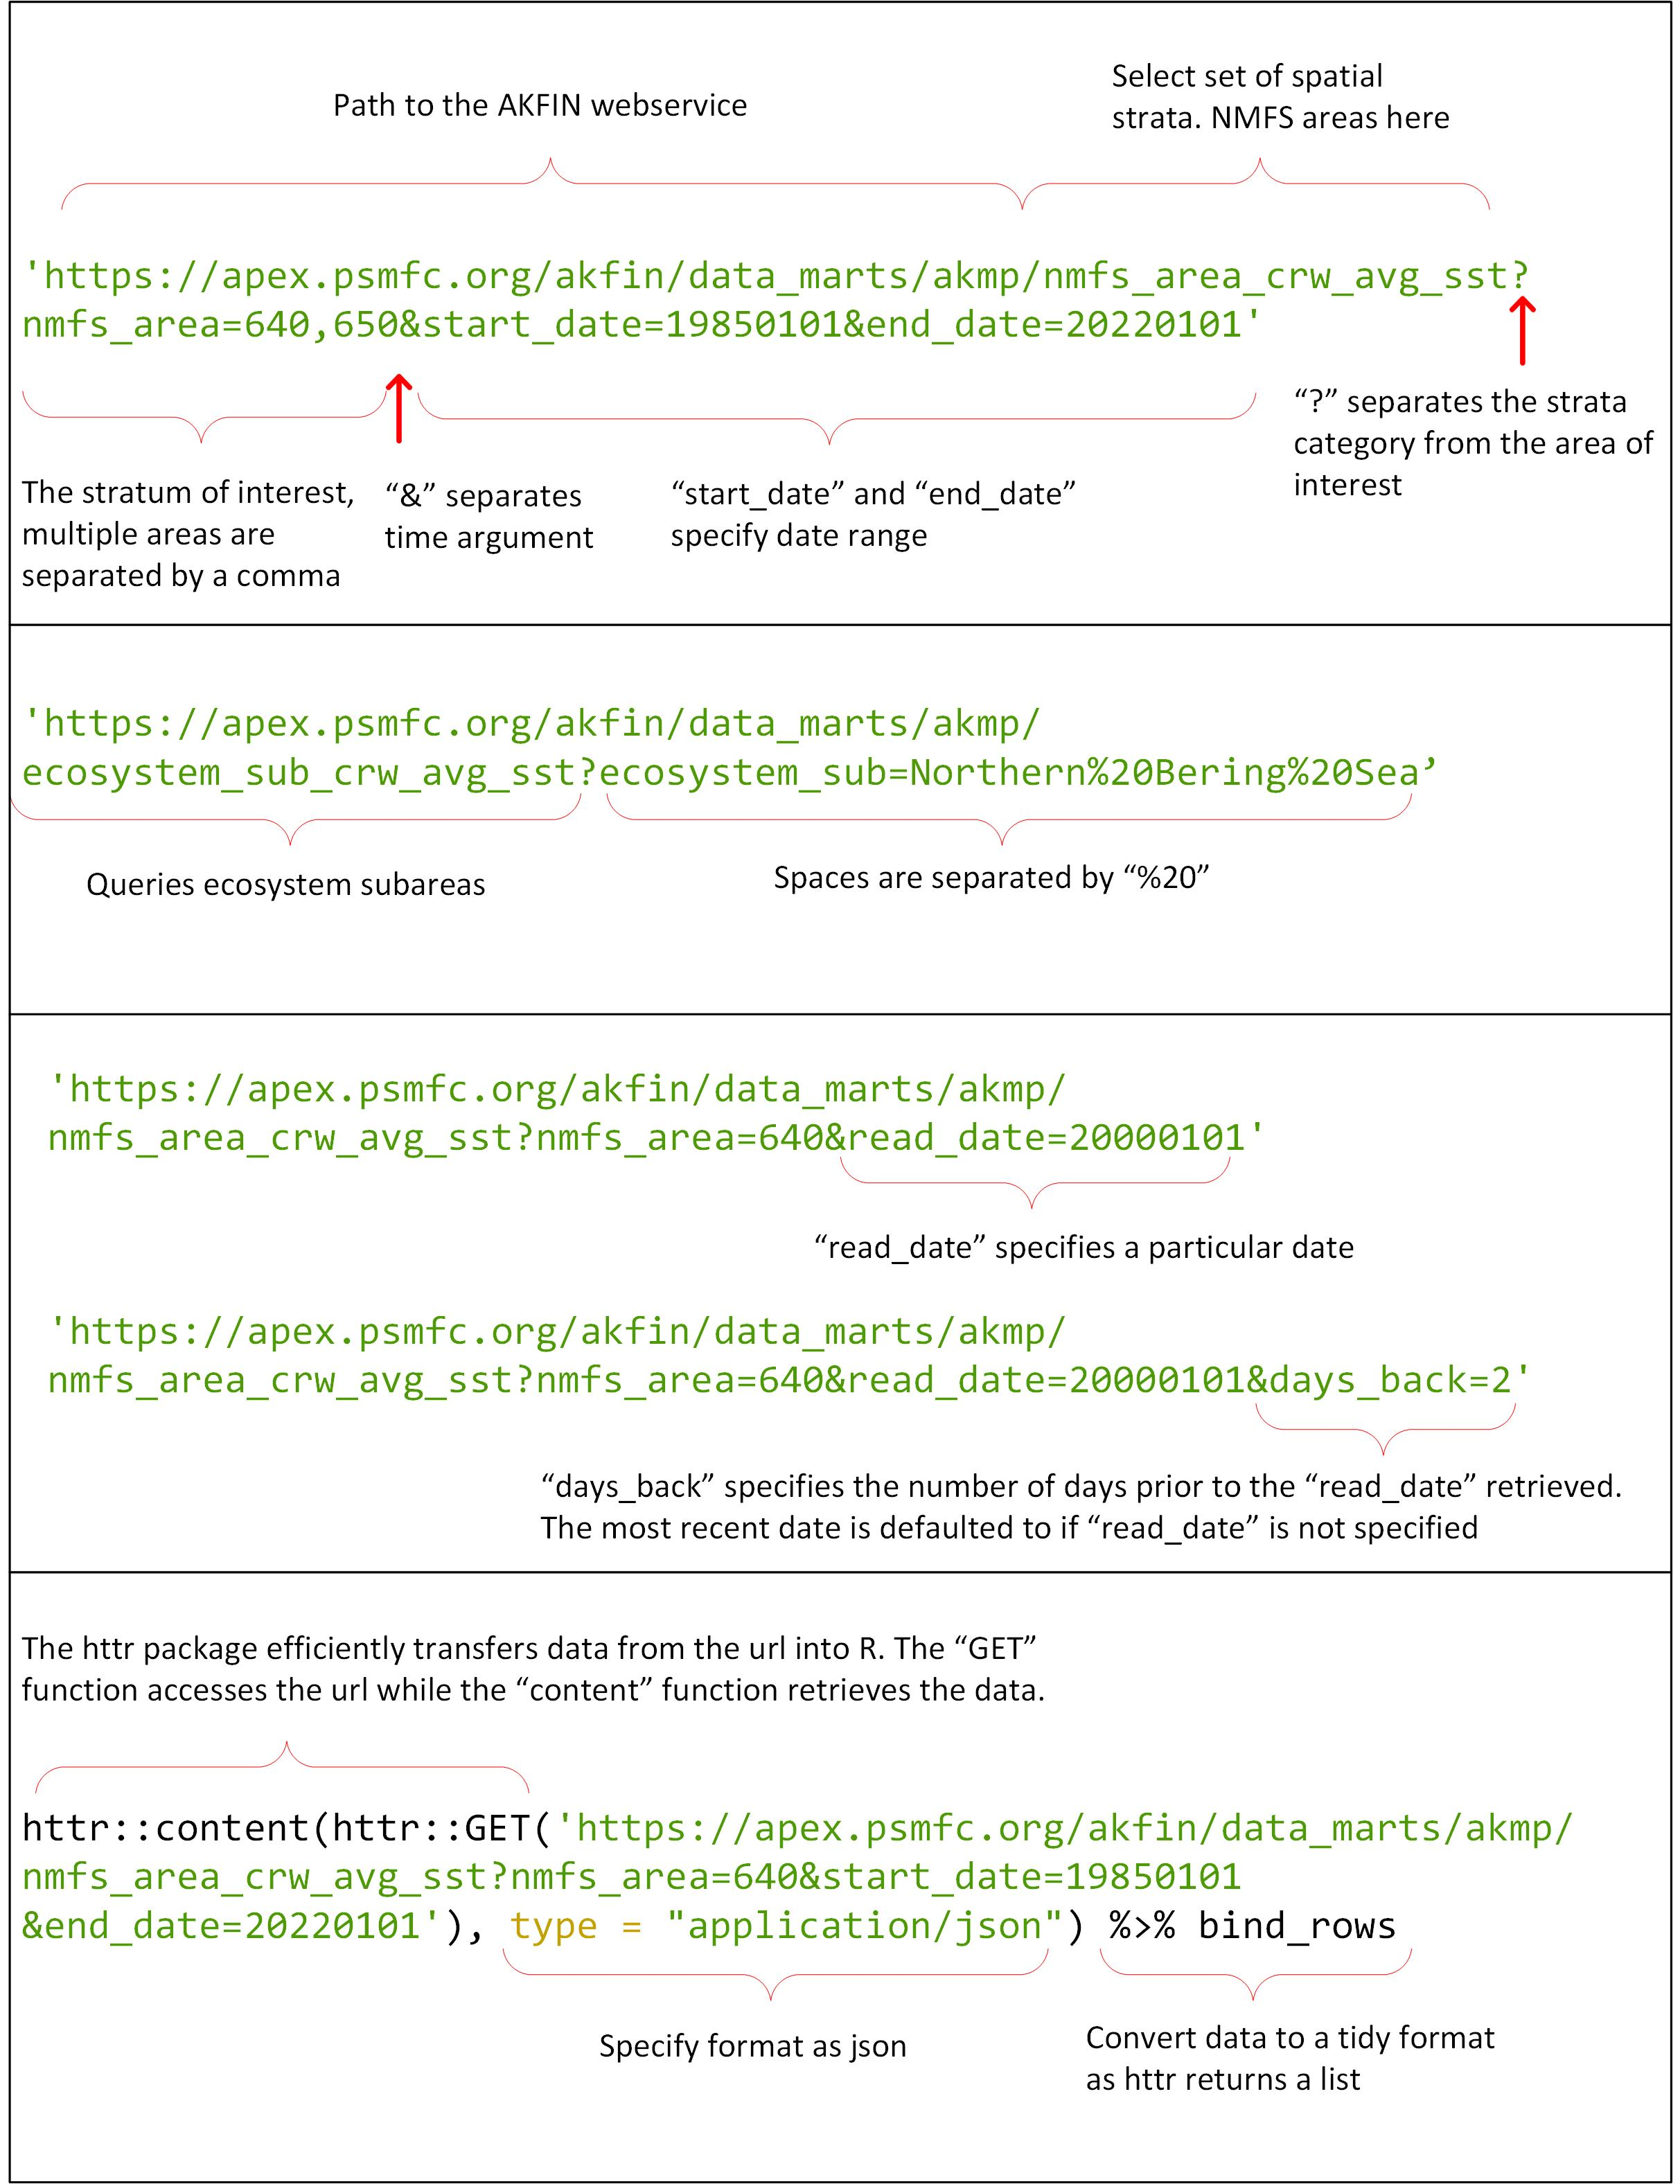 Path to the AKFIN webservice
Select set of spatial
strata. NMFS areas here
'https://apex.psmfc.org/akfin/data_marts/akmp/nmfs_area_crw_avg_sst?
nmfs_area=640,650&start_date=19850101&end_date=20220101'
The stratum of interest,
multiple areas are
separated by a comma
“&” separates
time argument
“start_date” and “end_date”
specify date range
“?” separates the strata
category from the area of
interest
'https://apex.psmfc.org/akfin/data_marts/akmp/
ecosystem_sub_crw_avg_sst?ecosystem_sub=Northern%20Bering%20Sea’
Queries ecosystem subareas
Spaces are separated by “%20”
'https://apex.psmfc.org/akfin/data_marts/akmp/
nmfs_area_crw_avg_sst?nmfs_area=640&read_date=20000101'
“read_date” specifies a particular date
'https://apex.psmfc.org/akfin/data_marts/akmp/
nmfs_area_crw_avg_sst?nmfs_area=640&read_date=20000101&days_back=2'
“days_back” specifies the number of days prior to the “read_date” retrieved.
The most recent date is defaulted to if “read_date” is not specified
The httr package efficiently transfers data from the url into R. The “GET”
function accesses the url while the “content” function retrieves the data.
httr::content(httr::GET('https://apex.psmfc.org/akfin/data_marts/akmp/
nmfs_area_crw_avg_sst?nmfs_area=640&start_date=19850101
&end_date=20220101'), type = "application/json") %>% bind_rows
Specify format as json
Convert data to a tidy format
as httr returns a list